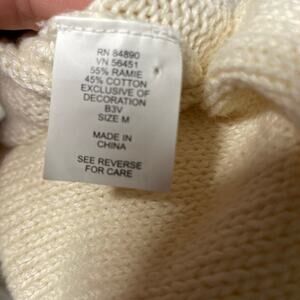 RN 84890
VN 56451
55% RAMIE
45% COTTON
EXCLUSIVE OF
DECORATION
B3V
SIZE M
MADE IN
CHINA
SEE REVERSE
FOR CARE